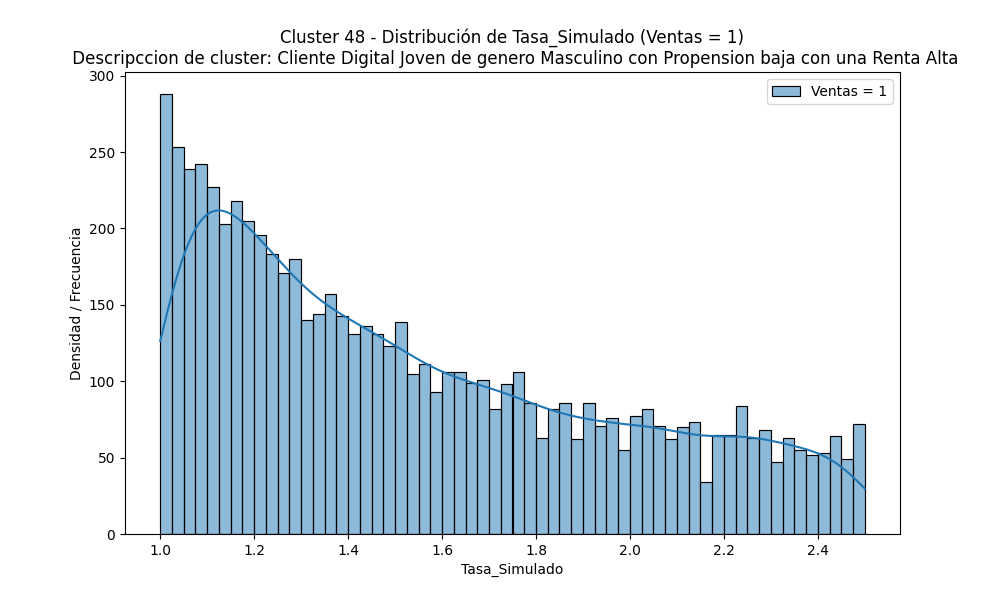 Cluster 48 - Distribución de Tasa_Simulado (Ventas = 1)
Descripccion de cluster: Cliente Digital Joven de genero Masculino con Propension baja con una Renta Alta
Ventas = 1
Densidad / Frecuencia
300
250
200
150
100
50
0
1.0 1.2 1.4 1.6 1.8 2.0 2.2 2.4
Tasa_Simulado